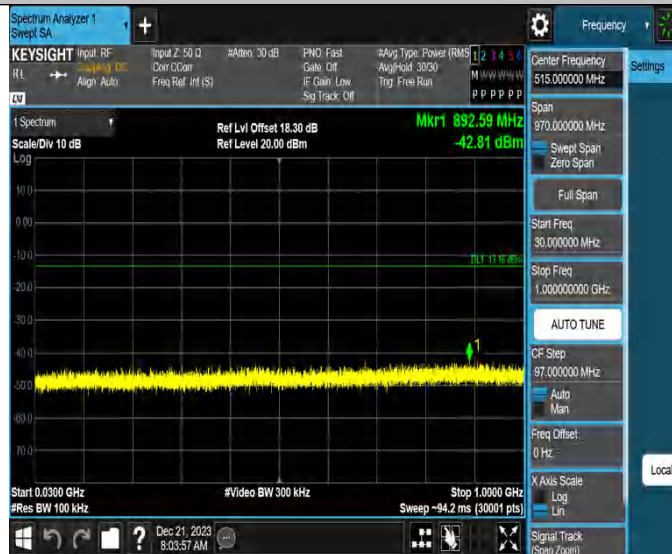 Spectrum Analyzer 1
Swept SA
Frequency
KEYSIGHT
Input: RF
Coupling: DC
Align: Auto
Input Z: 50 Ω
Corr CCorr
Freq Ref: Int (S)
#Atten: 30 dB
PNO: Fast
Gate: Off
IF Gain: Low
Sig Track: Off
#Avg Type: Power (RMS
Avg|Hold: 30/30
Trig: Free Run
1 2 3 4 5 6
M W W W W W
P P P P P P
RL
LXI
1 Spectrum
Scale/Div 10 dB
Ref Lvl Offset 18.30 dB
Ref Level 20.00 dBm
Mkr1 892.59 MHz
-42.81 dBm
Log
10.0
0.00
-10.0
-20.0
-30.0
-40.0
-50.0
-60.0
-70.0
1
Start 0.0300 GHz
#Res BW 100 kHz
#Video BW 300 kHz
Stop 1.0000 GHz
Sweep ~94.2 ms (30001 pts)
Dec 21, 2023
8:03:57 AM
Center Frequency
515.000000 MHz
Settings
Span
970.000000 MHz
Swept Span
Zero Span
Full Span
Start Freq
30.000000 MHz
Stop Freq
1.000000000 GHz
AUTO TUNE
CF Step
97.000000 MHz
Auto
Man
Freq Offset
0 Hz
X Axis Scale
Log
Lin
Local
Signal Track
(Span Zoom)